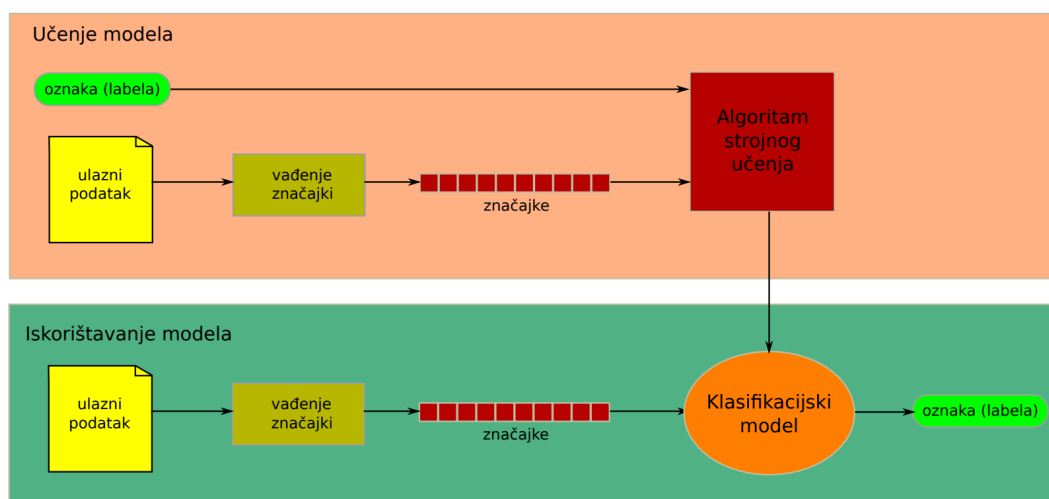 Učenje modela
oznaka (labela)
ulazni
podatak
vađenje
značajki
značajke
Algoritam
strojnog
učenja
Iskorištavanje modela
ulazni
podatak
vađenje
značajki
značajke
Klasifikacijski
model
oznaka (labela)